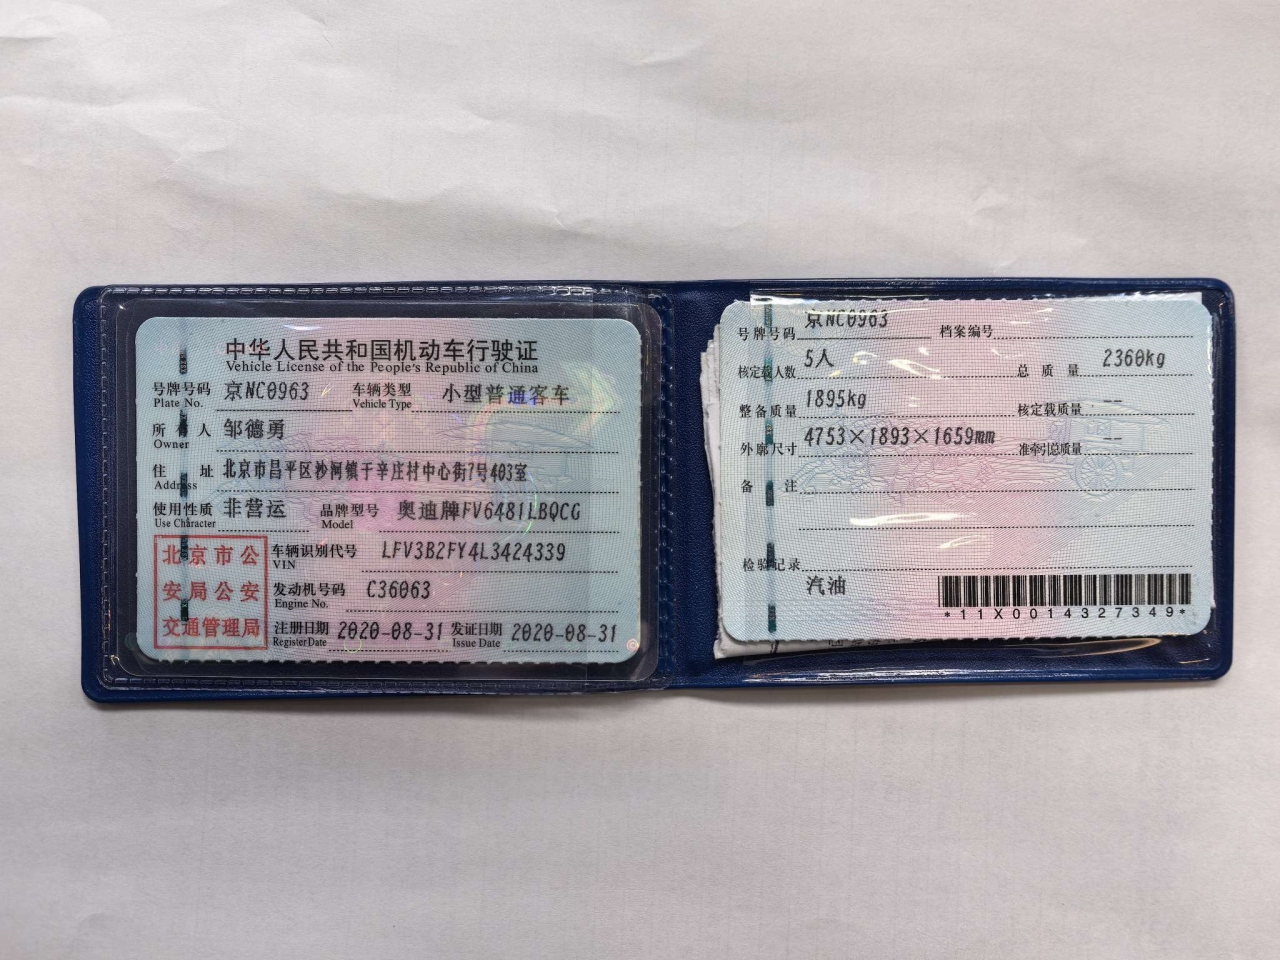 中华人民共和国机动车行驶证
Vehicle License of the People's Republic of China
号牌号码 京NC0963 车辆类型 小型普通客车
Plate No. Vehicle Type
所有人 邹德勇
Owner
住址 北京市昌平区沙河镇于辛庄村中心街7号403室
Address
使用性质 非营运 品牌型号 奥迪牌FV6481LBQCG
Use Character Model
北京市公
安局公安
交通管理局
车辆识别代号 LFV3B2FY4L3424339
VIN
发动机号码 C36063
Engine No.
注册日期 2020-08-31 发证日期 2020-08-31
Register Date Issue Date
号牌号码 京NC0963 档案编号
核定载人数 5人 总质量 2360kg
整备质量 1895kg 核定载质量 --
外廓尺寸 4753×1893×1659mm 准牵引总质量 --
备注
检验记录
汽油
*11X0014327349*